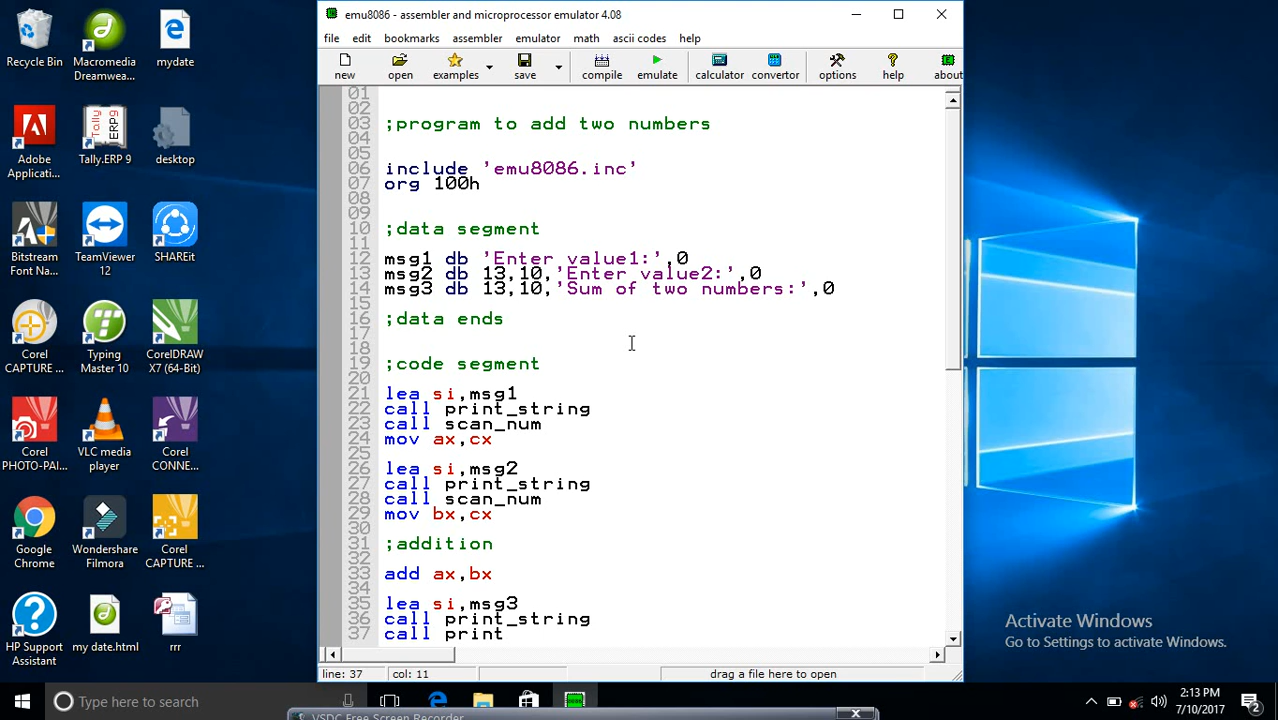 emu8086 - assembler and microprocessor emulator 4.08
file edit bookmarks assembler emulator math ascii codes help
new open examples save compile emulate calculator convertor options help about
01
02
03 ;program to add two numbers
04
05
06 include 'emu8086.inc'
07 org 100h
08
09
10 ;data segment
11
12 msg1 db 'Enter value1:',0
13 msg2 db 13,10,'Enter value2:',0
14 msg3 db 13,10,'Sum of two numbers:',0
15
16 ;data ends
17
18
19 ;code segment
20
21 lea si,msg1
22 call print_string
23 call scan_num
24 mov ax,cx
25
26 lea si,msg2
27 call print_string
28 call scan_num
29 mov bx,cx
30
31 ;addition
32
33 add ax,bx
34
35 lea si,msg3
36 call print_string
37 call print
line: 37 col: 11 drag a file here to open
Recycle Bin
Macromedia Dreamwea...
mydate
Adobe Applicati...
Tally.ERP 9
desktop
Bitstream Font Na...
TeamViewer 12
SHAREit
Corel CAPTURE ...
Typing Master 10
CorelDRAW X7 (64-Bit)
Corel PHOTO-PAI...
VLC media player
Corel CONNE...
Google Chrome
Wondershare Filmora
Corel CAPTURE ...
HP Support Assistant
my date.html
rrr
Activate Windows
Go to Settings to activate Windows.
Type here to search
2:13 PM
7/10/2017
2
VSDC Free Screen Recorder